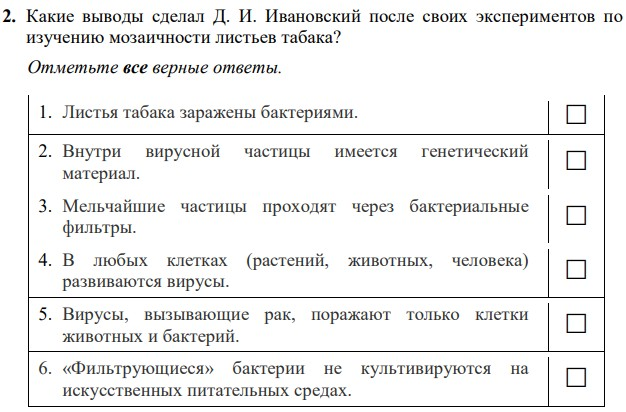 2. Какие выводы сделал Д. И. Ивановский после своих экспериментов по
изучению мозаичности листьев табака?
Отметьте все верные ответы.
1. Листья табака заражены бактериями.
2. Внутри вирусной частицы имеется генетический
материал.
3. Мельчайшие частицы проходят через бактериальные
фильтры.
4. В любых клетках (растений, животных, человека)
развиваются вирусы.
5. Вирусы, вызывающие рак, поражают только клетки
животных и бактерий.
6. «Фильтрующиеся» бактерии не культивируются на
искусственных питательных средах.